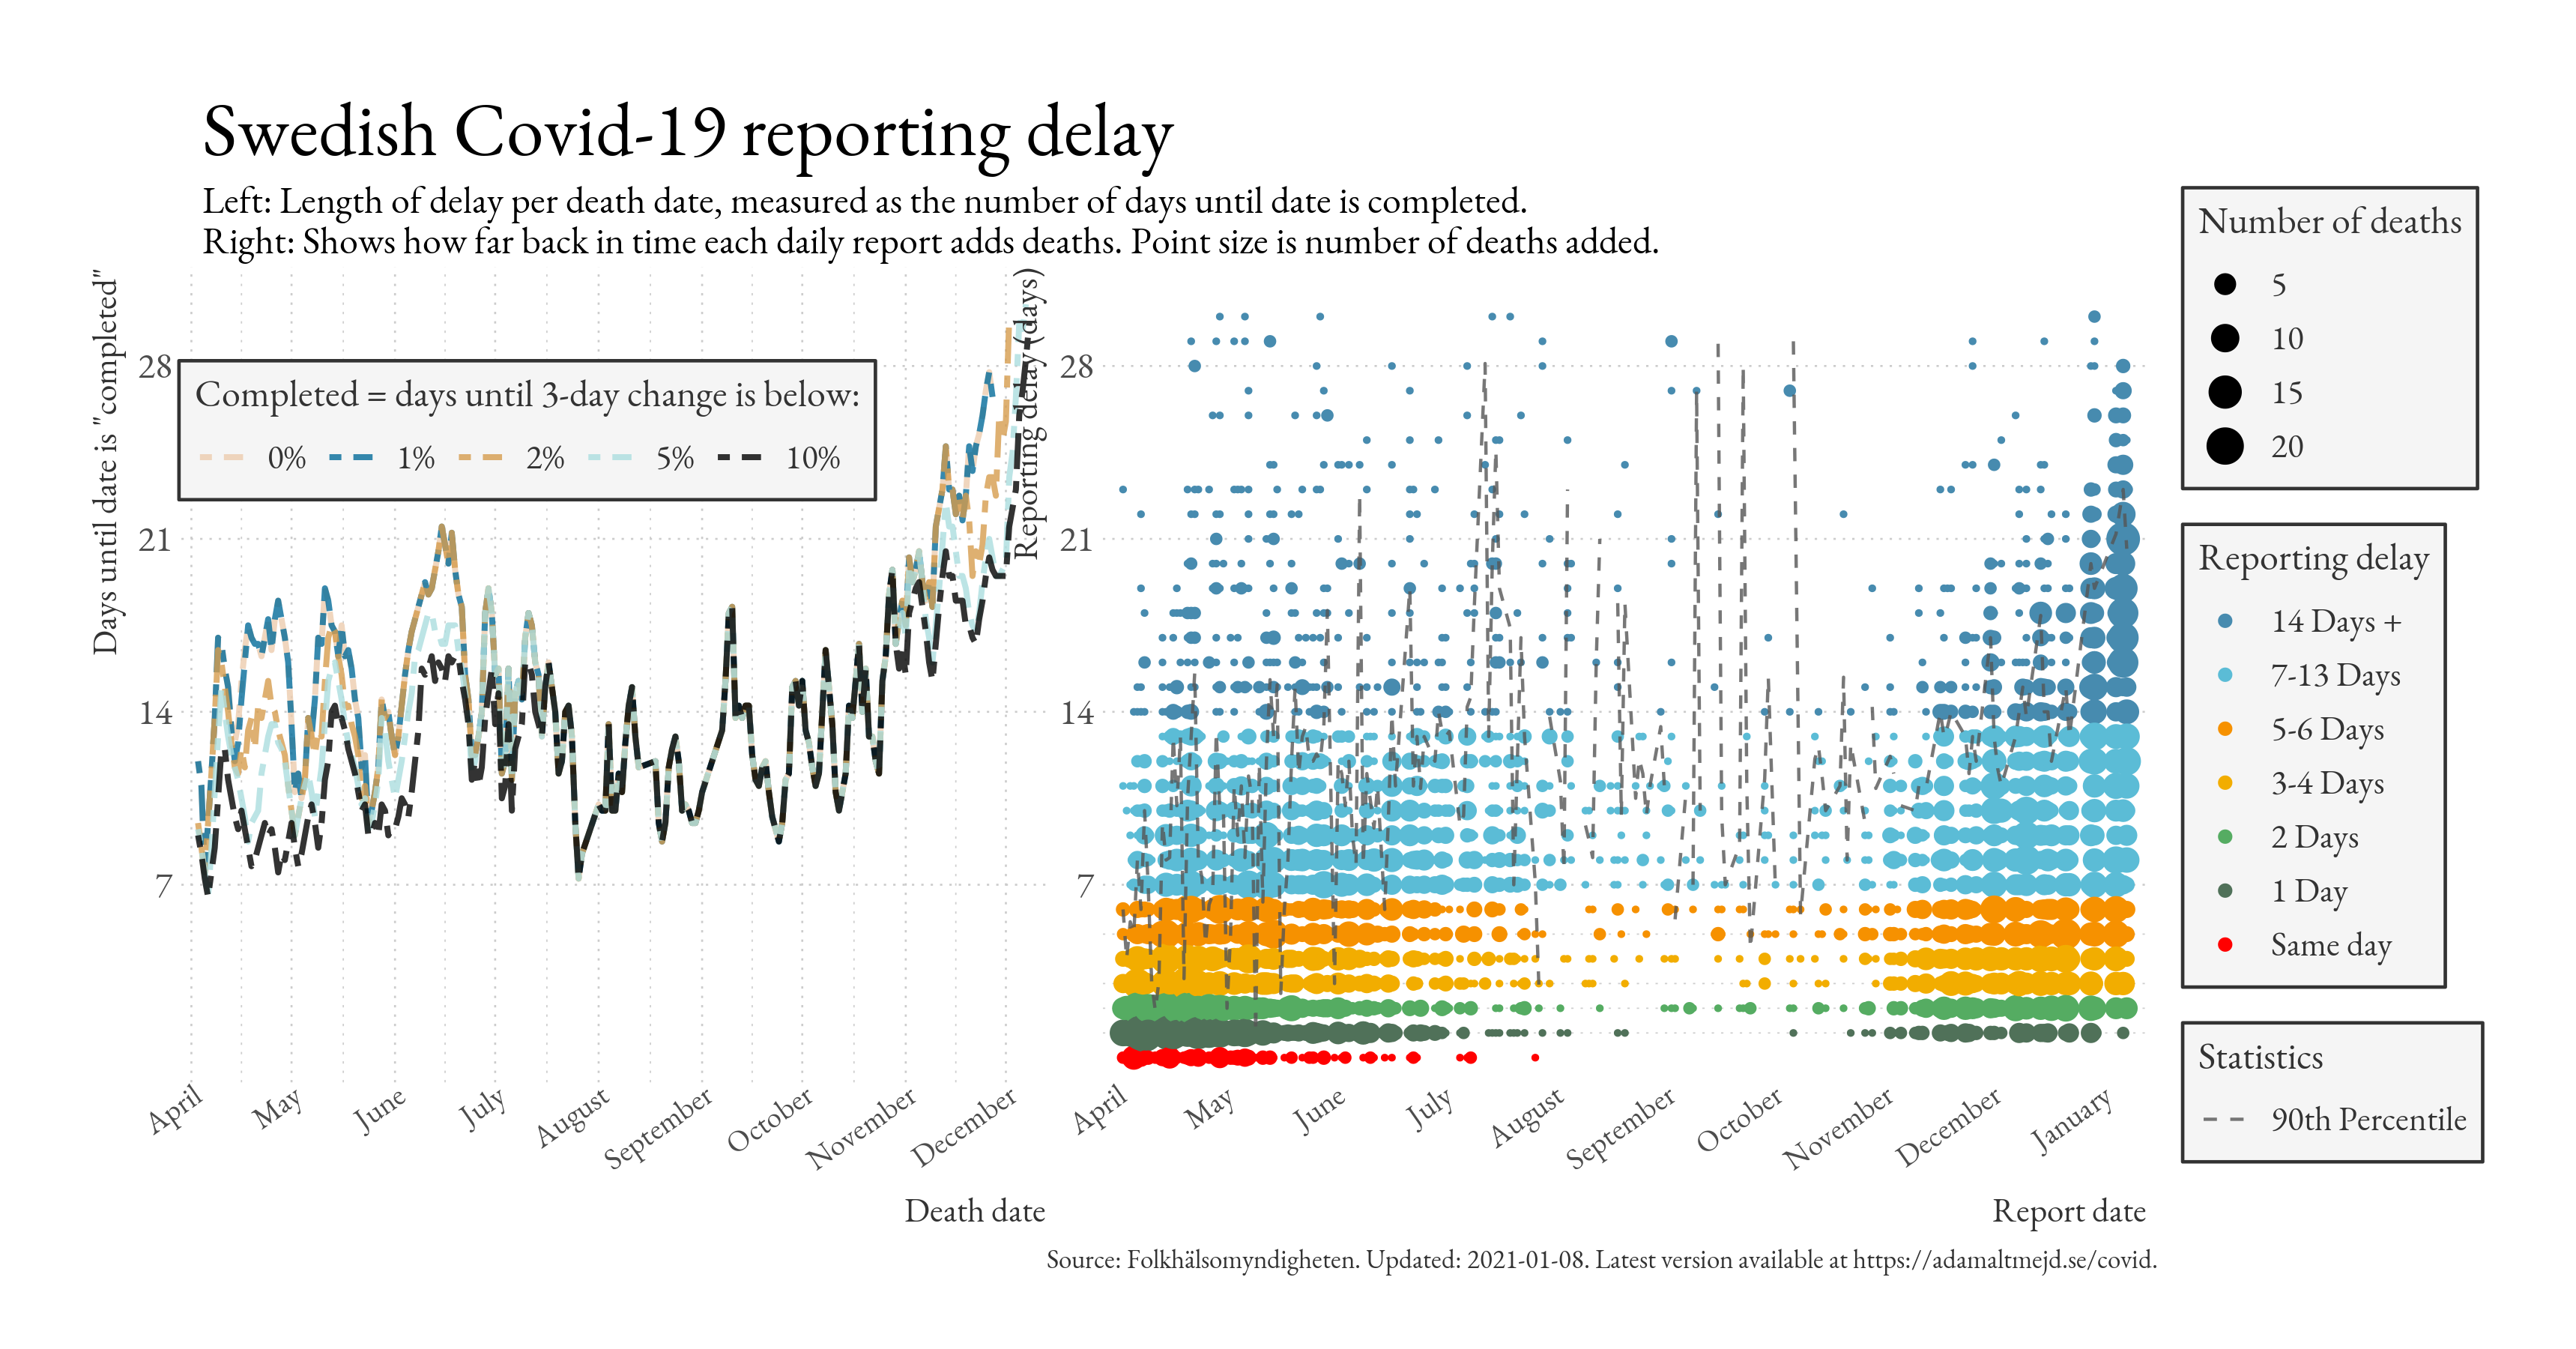 Swedish Covid-19 reporting delay
Left: Length of delay per death date, measured as the number of days until date is completed.
Right: Shows how far back in time each daily report adds deaths. Point size is number of deaths added.
Days until date is "completed"
28
21
14
7
Completed = days until 3-day change is below:
0% 1% 2% 5% 10%
April May June July August September October November December
Death date
Reporting delay (days)
28
21
14
7
April May June July August September October November December January
Report date
Number of deaths
5
10
15
20
Reporting delay
14 Days +
7-13 Days
5-6 Days
3-4 Days
2 Days
1 Day
Same day
Statistics
90th Percentile
Source: Folkhälsomyndigheten. Updated: 2021-01-08. Latest version available at https://adamaltmejd.se/covid.